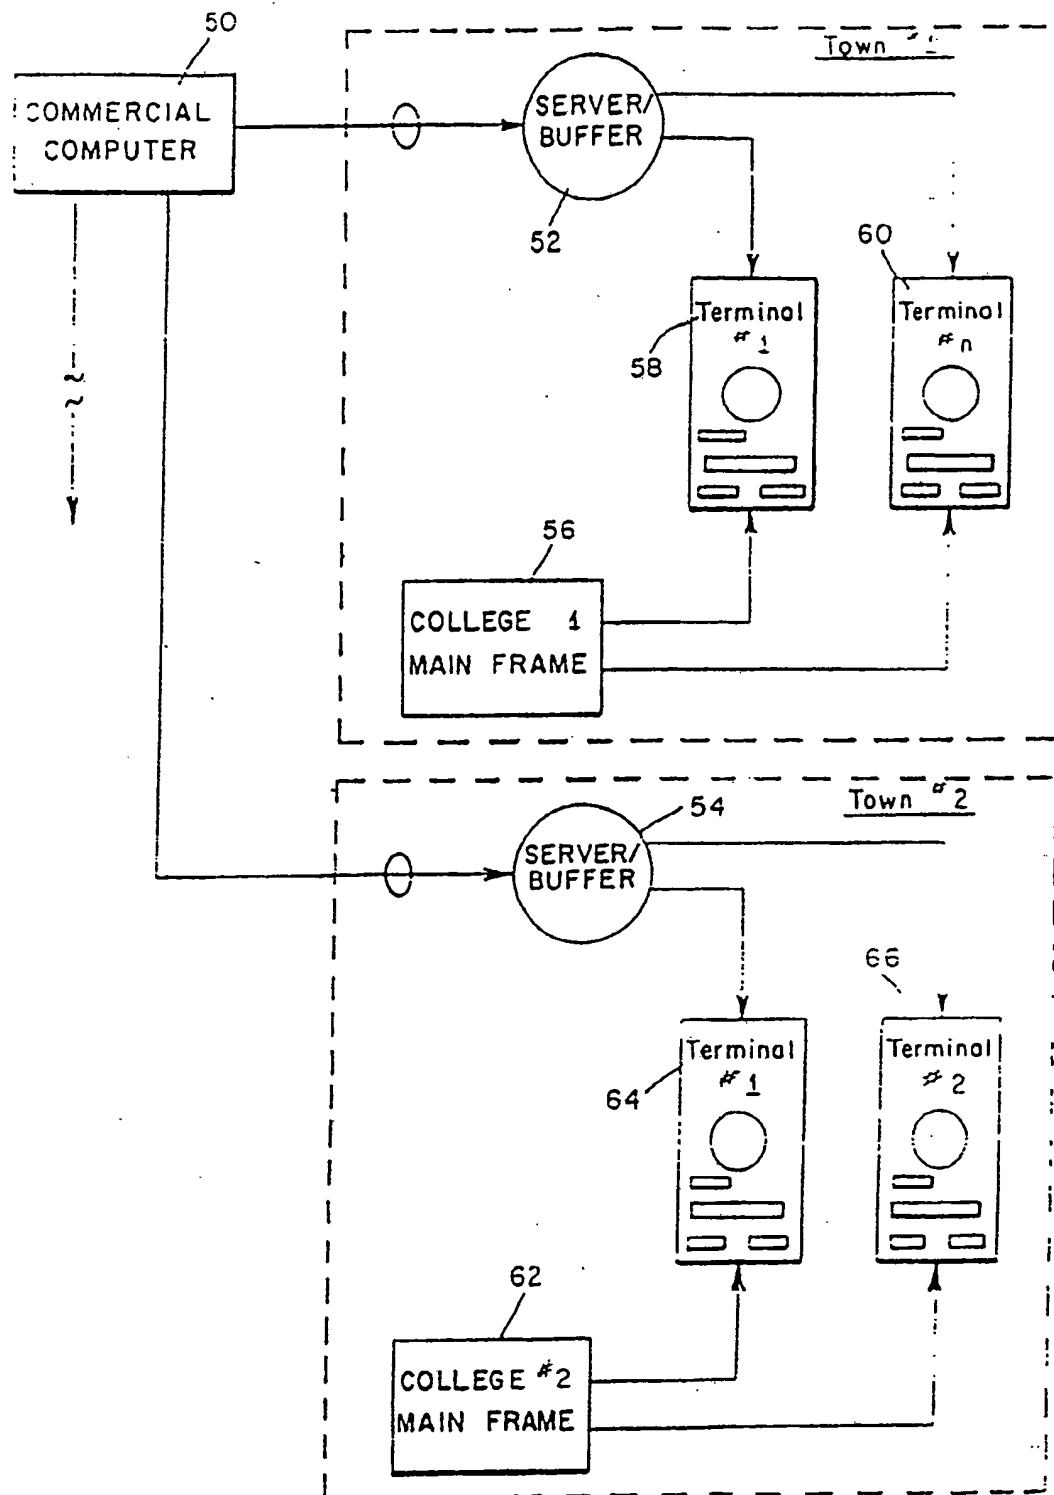 50
COMMERCIAL
COMPUTER
Town #1
SERVER/
BUFFER
52
60
Terminal
# 1
58
Terminal
# n
56
COLLEGE 1
MAIN FRAME
Town #2
54
SERVER/
BUFFER
66
Terminal
# 1
64
Terminal
# 2
62
COLLEGE #2
MAIN FRAME